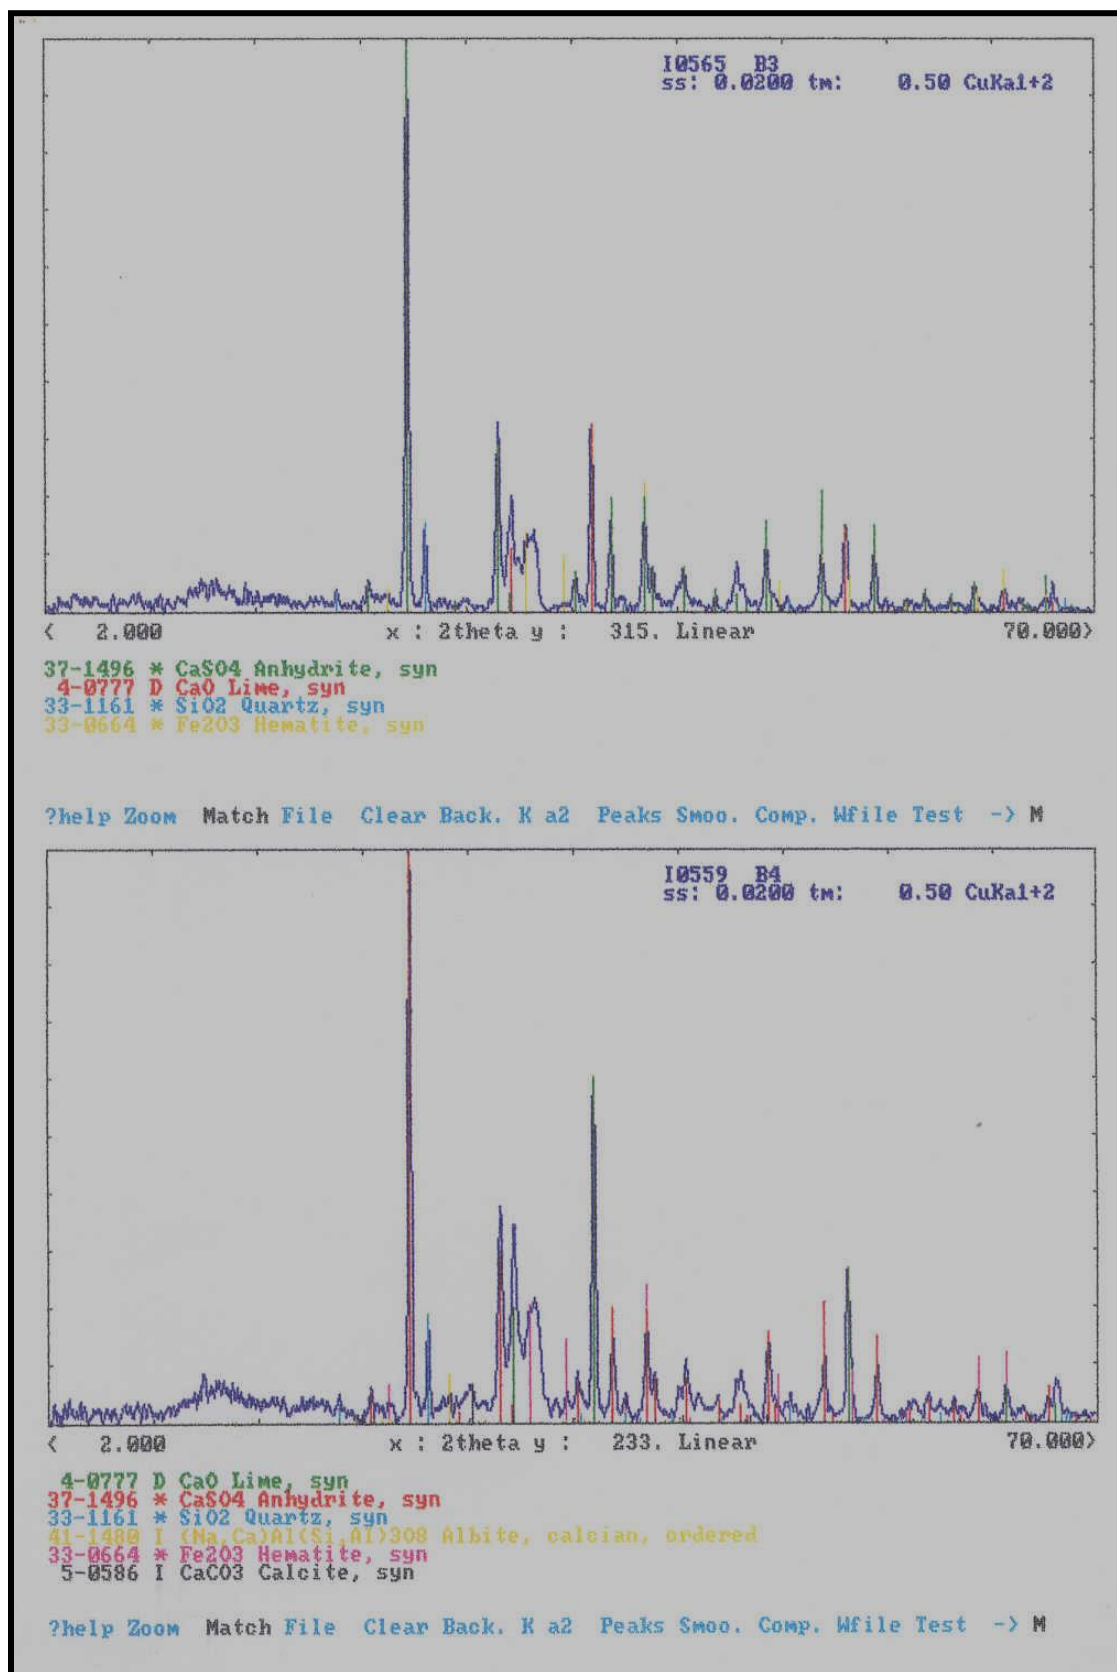 I0565 B3
ss: 0.0200 tm: 0.50 CuKa1+2
< 2.000 x : 2theta y : 315. Linear 70.000>
37-1496 * CaSO4 Anhydrite, syn
4-0777 D CaO Lime, syn
33-1161 * SiO2 Quartz, syn
33-0664 * Fe2O3 Hematite, syn
?help Zoom Match File Clear Back. K a2 Peaks Smoo. Comp. Wfile Test -> M
I0559 B4
ss: 0.0200 tm: 0.50 CuKa1+2
< 2.000 x : 2theta y : 233. Linear 70.000>
4-0777 D CaO Lime, syn
37-1496 * CaSO4 Anhydrite, syn
33-1161 * SiO2 Quartz, syn
41-1480 I (Na,Ca)Al(Si,Al)3O8 Albite, calcian, ordered
33-0664 * Fe2O3 Hematite, syn
5-0586 I CaCO3 Calcite, syn
?help Zoom Match File Clear Back. K a2 Peaks Smoo. Comp. Wfile Test -> M